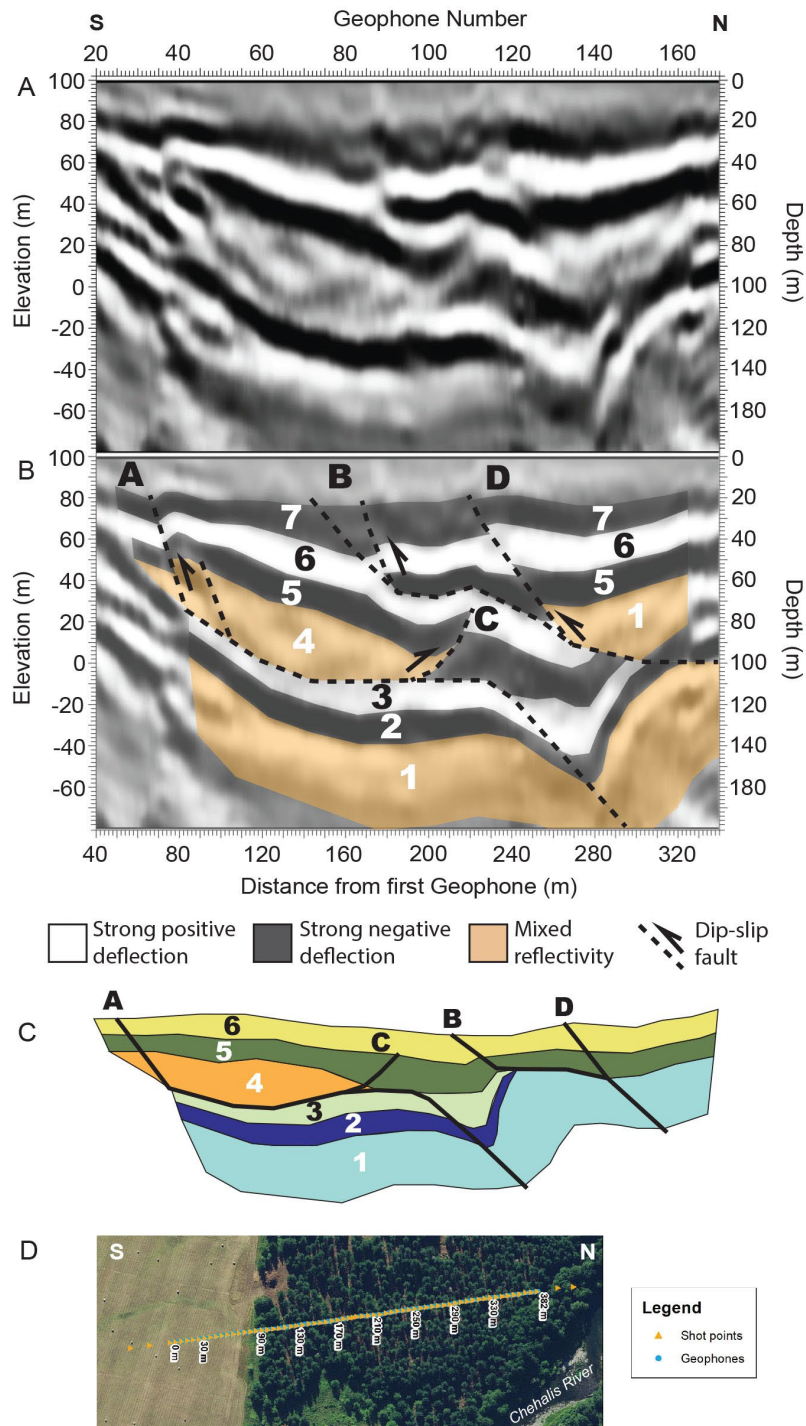 Geophone Number
S N
20 40 60 80 100 120 140 160
A
100 80 60 40 20 0 -20 -40 -60
Elevation (m)
0 20 40 60 80 100 120 140 180
Depth (m)
B
A B D
7 7
6 6
5 5
4 1
C
3
2
1
100 80 60 40 20 0 -20 -40 -60
Elevation (m)
0 20 40 60 80 100 120 140 180
Depth (m)
40 80 120 160 200 240 280 320
Distance from first Geophone (m)
Strong positive
deflection
Strong negative
deflection
Mixed
reflectivity
Dip-slip
fault
C
A B D
6
5 C
4
3
2
1
D
S N
0 m 30 m 90 m 130 m 170 m 210 m 250 m 290 m 330 m 382 m
Chehalis River
Legend
Shot points
Geophones